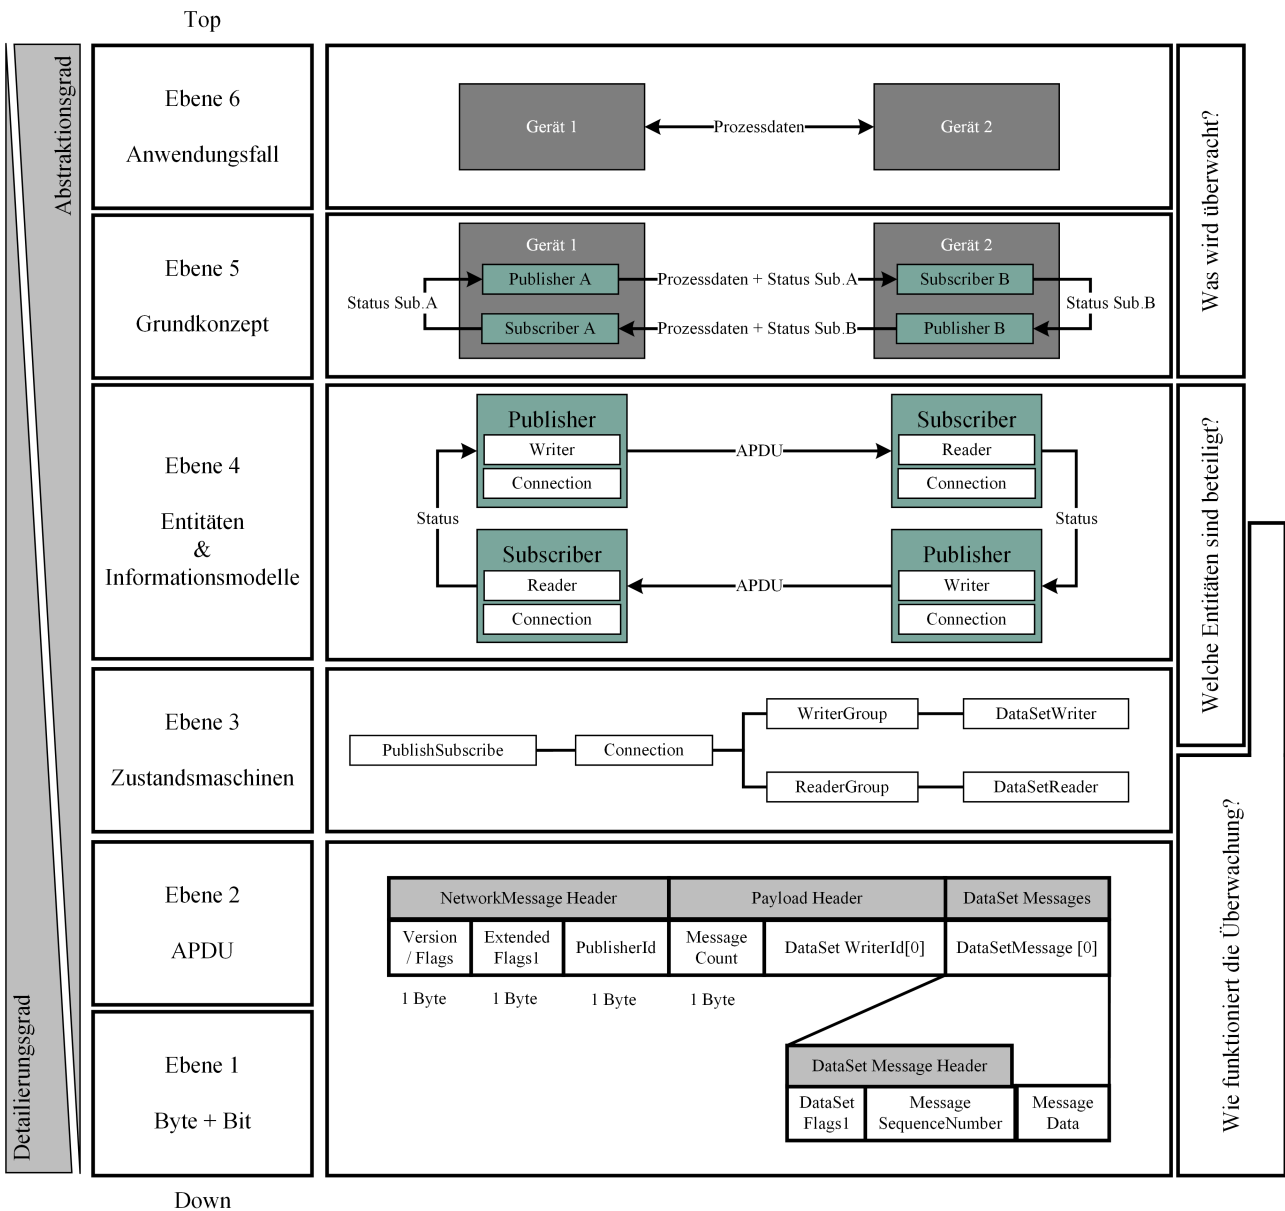 Top
Abstraktionsgrad
Detailierungsgrad
Ebene 6
Anwendungsfall
Gerät 1
Prozessdaten
Gerät 2
Was wird überwacht?
Ebene 5
Grundkonzept
Gerät 1
Gerät 2
Publisher A
Prozessdaten + Status Sub.A
Subscriber B
Status Sub.A
Status Sub.B
Subscriber A
Prozessdaten + Status Sub.B
Publisher B
Ebene 4
Entitäten
&
Informationsmodelle
Publisher
Writer
Connection
APDU
Subscriber
Reader
Connection
Status
Status
Subscriber
Reader
Connection
APDU
Publisher
Writer
Connection
Welche Entitäten sind beteiligt?
Ebene 3
Zustandsmaschinen
PublishSubscribe
Connection
WriterGroup
DataSetWriter
ReaderGroup
DataSetReader
Wie funktioniert die Überwachung?
Ebene 2
APDU
NetworkMessage Header
Payload Header
DataSet Messages
Version
/ Flags
Extended
Flags1
PublisherId
Message
Count
DataSet WriterId[0]
DataSetMessage [0]
1 Byte
1 Byte
1 Byte
1 Byte
Ebene 1
Byte + Bit
DataSet Message Header
DataSet
Flags1
Message
SequenceNumber
Message
Data
Down